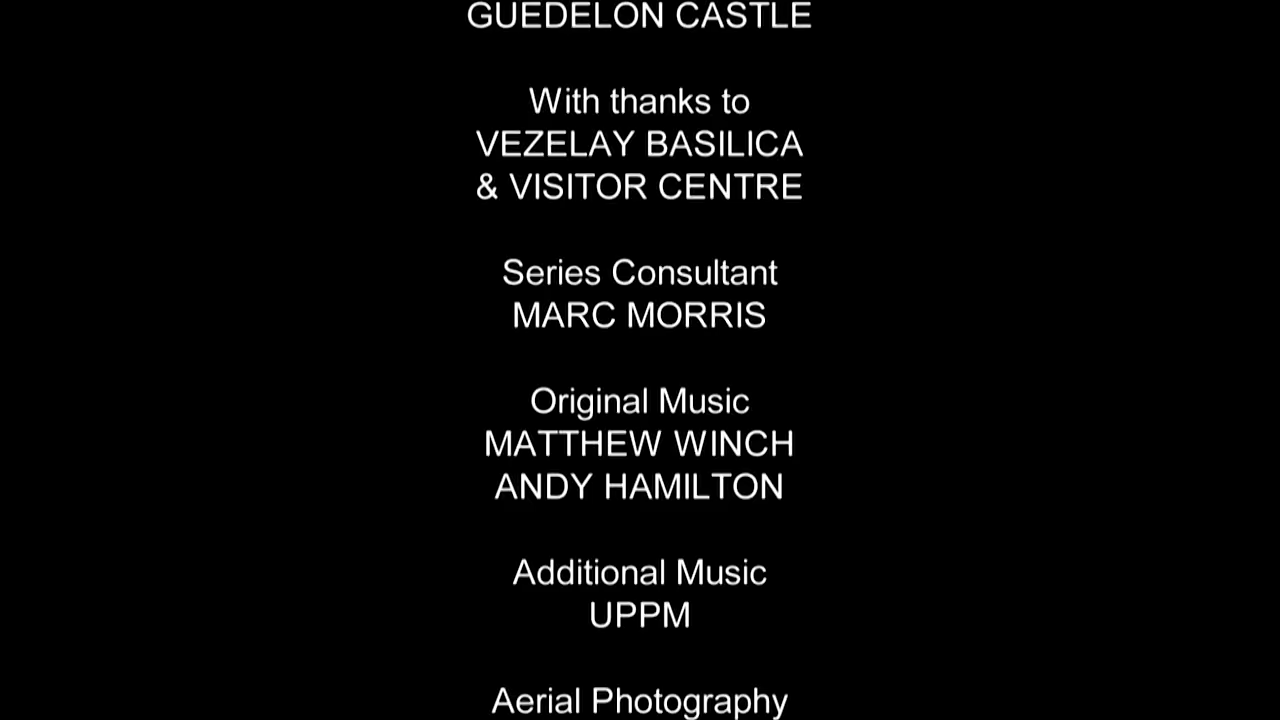 GUEDELON CASTLE
With thanks to
VEZELAY BASILICA
& VISITOR CENTRE
Series Consultant
MARC MORRIS
Original Music
MATTHEW WINCH
ANDY HAMILTON
Additional Music
UPPM
Aerial Photography